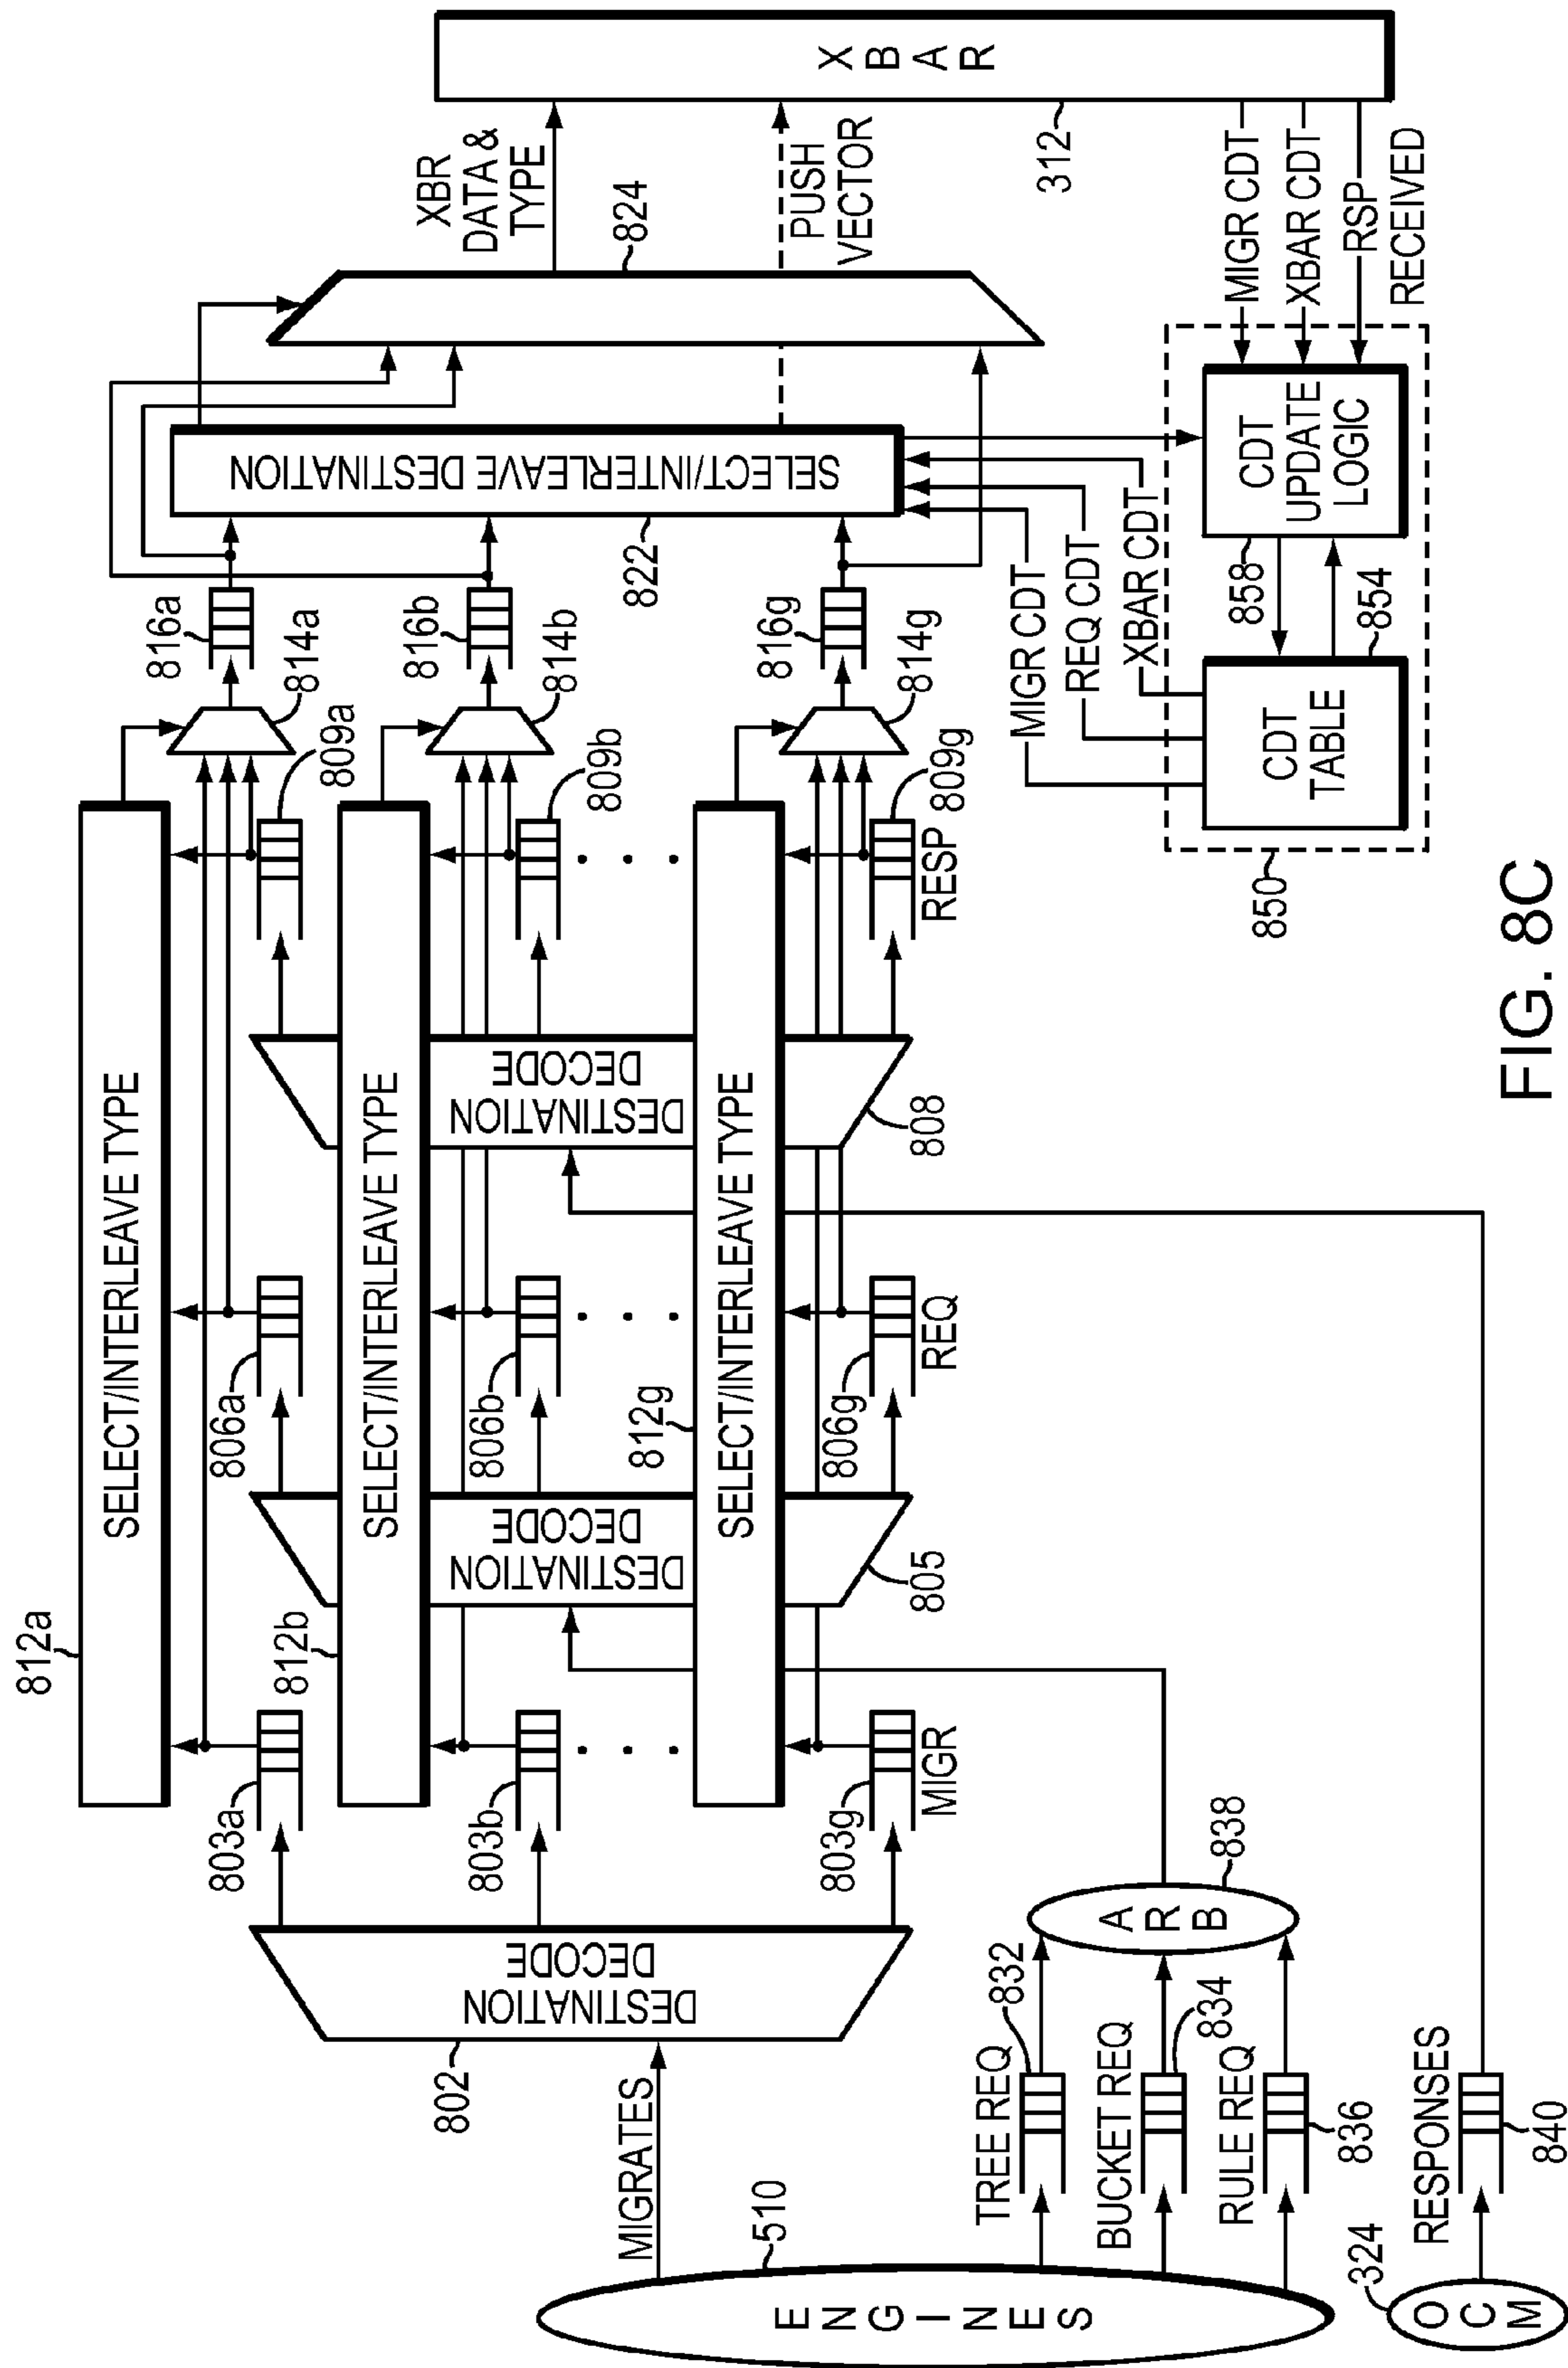 812a
SELECT/INTERLEAVE TYPE
803a
806a
809a
814a
816a
812b
SELECT/INTERLEAVE TYPE
803b
806b
809b
814b
816b
812g
SELECT/INTERLEAVE TYPE
803g
806g
809g
814g
816g
MIGR
REQ
RESP
DESTINATION
DECODE
802
DESTINATION
DECODE
805
DESTINATION
DECODE
808
SELECT/INTERLEAVE DESTINATION
822
824
XBR
DATA &
TYPE
PUSH
VECTOR
XBAR
312
MIGRATES
ENGINES
510
TREE REQ
832
BUCKET REQ
834
RULE REQ
836
ARB
838
RESPONSES
840
OCM
324
MIGR CDT
REQ CDT
XBAR CDT
MIGR CDT
XBAR CDT
RSP
RECEIVED
CDT
TABLE
854
CDT
UPDATE
LOGIC
858
850
FIG. 8C